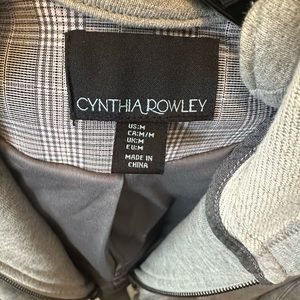 CYNTHIA ROWLEY
US:M
CA:M/M
UK:M
EU:M
MADE IN
CHINA